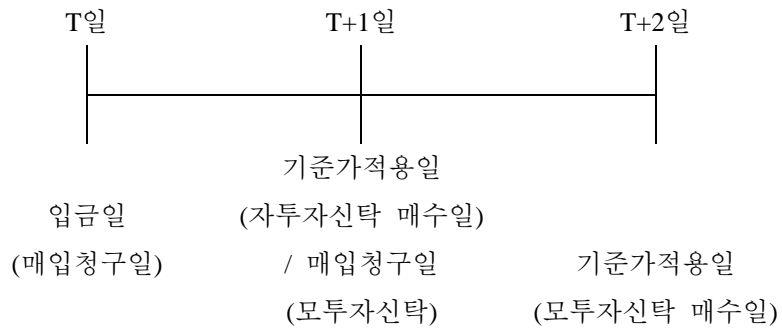 T일 T+1일 T+2일
기준가적용일
입금일 (자투자신탁 매수일)
(매입청구일) / 매입청구일 기준가적용일
(모투자신탁) (모투자신탁 매수일)